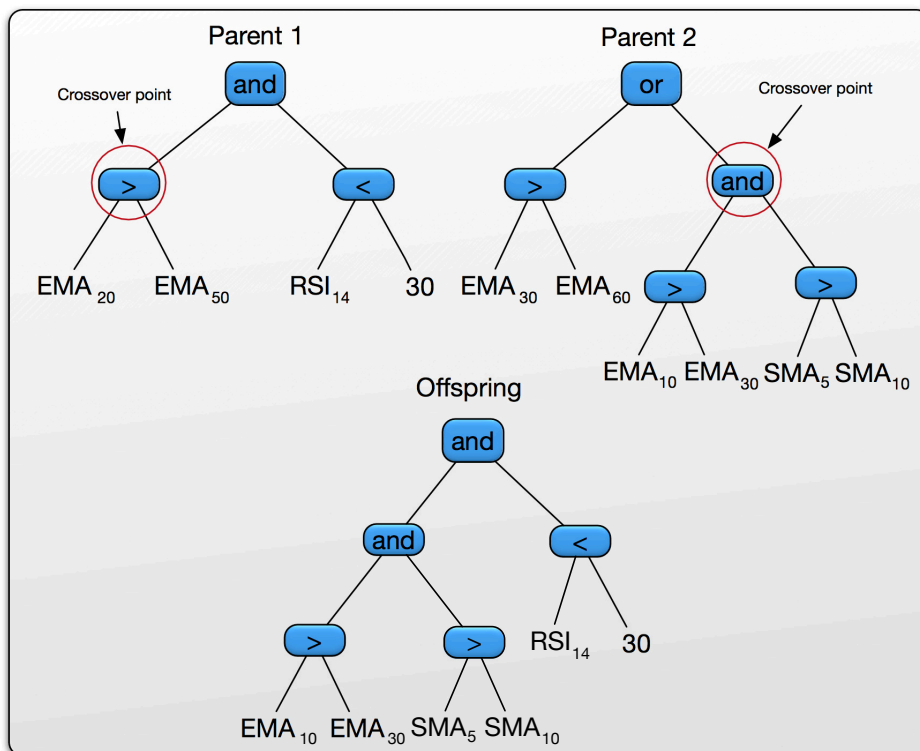 Parent 1
Parent 2
and
or
Crossover point
Crossover point
>
<
>
and
EMA₂₀
EMA₅₀
RSI₁₄
30
EMA₃₀
EMA₆₀
>
>
EMA₁₀
EMA₃₀
SMA₅
SMA₁₀
Offspring
and
and
<
>
>
RSI₁₄
30
EMA₁₀
EMA₃₀
SMA₅
SMA₁₀